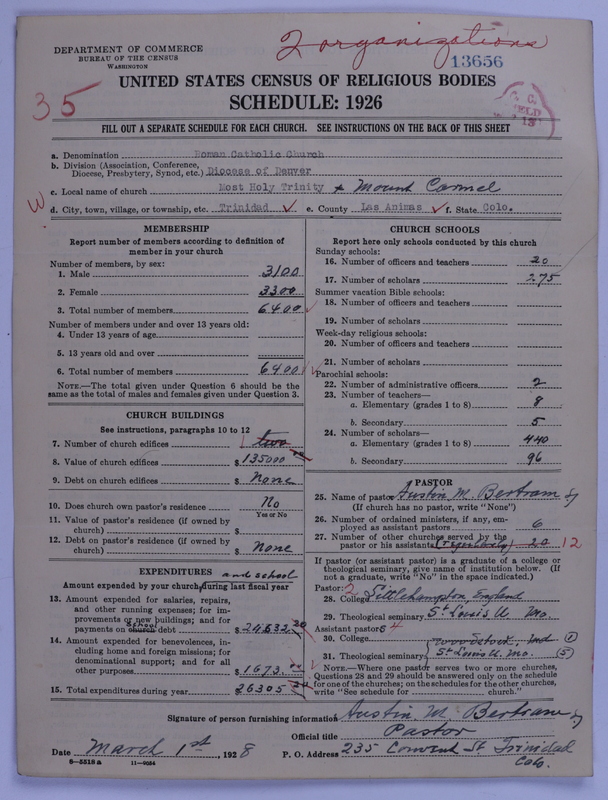 DEPARTMENT OF COMMERCE
BUREAU OF THE CENSUS
WASHINGTON
2 organizations
13656
35
UNITED STATES CENSUS OF RELIGIOUS BODIES
SCHEDULE: 1926
FILL OUT A SEPARATE SCHEDULE FOR EACH CHURCH. SEE INSTRUCTIONS ON THE BACK OF THIS SHEET
a. Denomination Roman Catholic Church
b. Division (Association, Conference, Diocese, Presbytery, Synod, etc.) Diocese of Denver
c. Local name of church Most Holy Trinity & Mount Carmel
W
d. City, town, village, or township, etc. Trinidad e. County Las Animas f. State Colo.
MEMBERSHIP
Report number of members according to definition of
member in your church
Number of members, by sex:
1. Male 3100
2. Female 3300
3. Total number of members 6400
Number of members under and over 13 years old:
4. Under 13 years of age
5. 13 years old and over
6. Total number of members 6400
NOTE.—The total given under Question 6 should be the
same as the total of males and females given under Question 3.
CHURCH BUILDINGS
See instructions, paragraphs 10 to 12
7. Number of church edifices 1 two
8. Value of church edifices $135000
9. Debt on church edifices $ None
10. Does church own pastor's residence No
Yes or No
11. Value of pastor's residence (if owned by
church) $
12. Debt on pastor's residence (if owned by
church) $ None
EXPENDITURES and school
Amount expended by your church during last fiscal year
13. Amount expended for salaries, repairs,
and other running expenses; for im-
provements or new buildings; and for
payments on church debt school $24632
14. Amount expended for benevolences, in-
cluding home and foreign missions; for
denominational support; and for all
other purposes $1673
15. Total expenditures during year $26305
CHURCH SCHOOLS
Report here only schools conducted by this church
Sunday schools:
16. Number of officers and teachers 20
17. Number of scholars 275
Summer vacation Bible schools:
18. Number of officers and teachers
19. Number of scholars
Week-day religious schools:
20. Number of officers and teachers
21. Number of scholars
Parochial schools:
22. Number of administrative officers 2
23. Number of teachers—
a. Elementary (grades 1 to 8) 8
b. Secondary 5
24. Number of scholars—
a. Elementary (grades 1 to 8) 440
b. Secondary 96
PASTOR
25. Name of pastor Austin M. Bertram sj
(If church has no pastor, write "None")
26. Number of ordained ministers, if any, em-
ployed as assistant pastors 6
27. Number of other churches served by the
pastor or his assistants (regularly) 20 12
If pastor (or assistant pastor) is a graduate of a college or
theological seminary, give name of institution below. (If
not a graduate, write "No" in the space indicated.)
Pastor: 2
28. College Littlehampton England
29. Theological seminary St Louis U Mo.
Assistant pastors 4
30. College Woodstock, Md (1)
31. Theological seminary St Louis U. Mo. (5)
NOTE.—Where one pastor serves two or more churches,
Questions 28 and 29 should be answered only on the schedule
for one of the churches; on the schedules for the other churches,
write "See schedule for church."
Signature of person furnishing information Austin M. Bertram sj
Official title Pastor
Date March 1st, 1928 P. O. Address 235 Convent St Trinidad
Colo.
8—5518a 11—9054